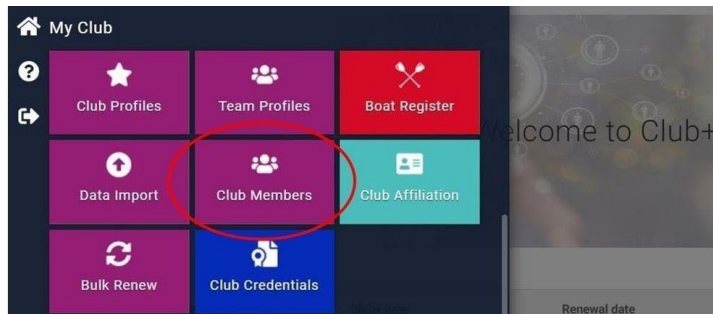 My Club
Club Profiles
Team Profiles
Boat Register
Welcome to Club+
Data Import
Club Members
Club Affiliation
Bulk Renew
Club Credentials
Renewal date